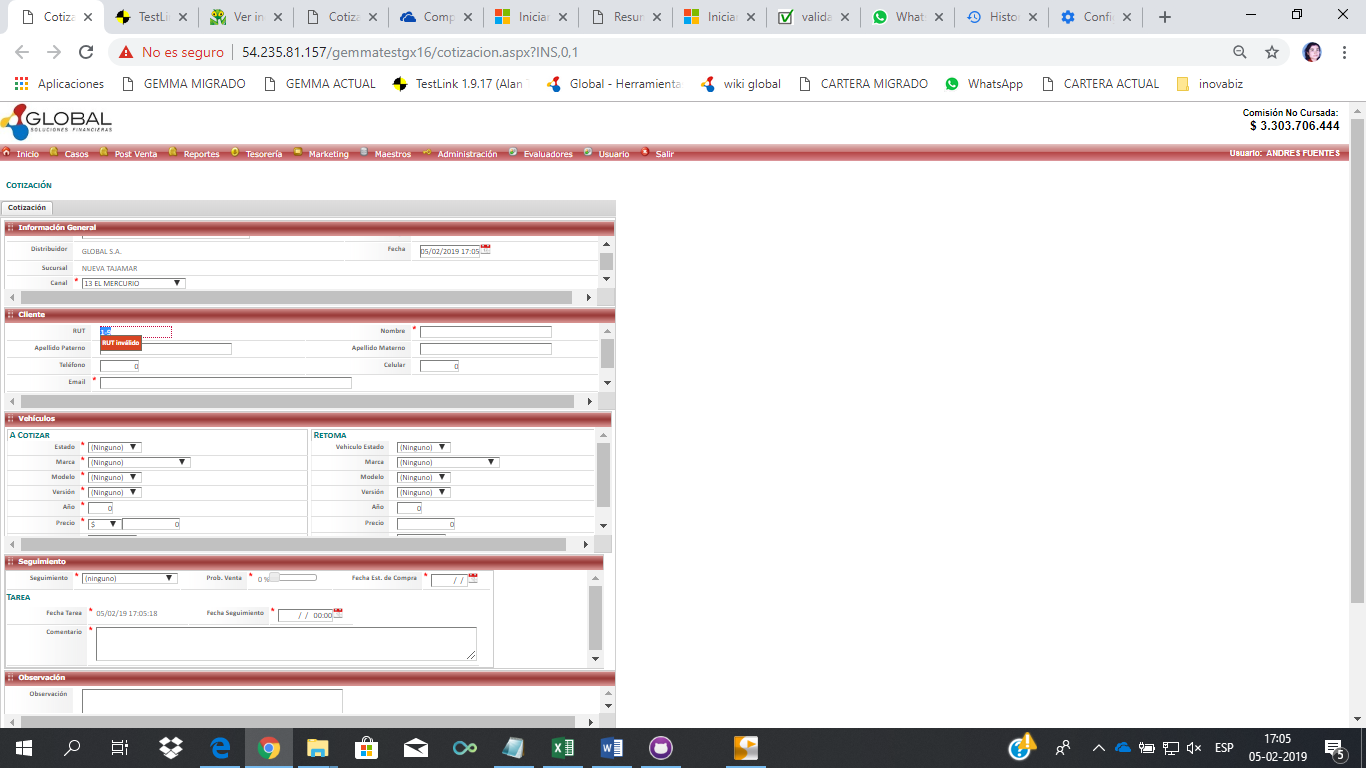 Cotiza
TestLin
Ver in
Cotiza
Comp
Iniciar
Resur
Iniciar
valida
What
Histor
Confi
No es seguro
54.235.81.157/gemmatestgx16/cotizacion.aspx?INS,0,1
Aplicaciones
GEMMA MIGRADO
GEMMA ACTUAL
TestLink 1.9.17 (Alan
Global - Herramienta
wiki global
CARTERA MIGRADO
WhatsApp
CARTERA ACTUAL
inovabiz
GLOBAL
SOLUCIONES FINANCIERAS
Comisión No Cursada:
$ 3.303.706.444
Inicio
Casos
Post Venta
Reportes
Tesorería
Marketing
Maestros
Administración
Evaluadores
Usuario
Salir
Usuario: ANDRES FUENTES
COTIZACIÓN
Cotización
Información General
Distribuidor GLOBAL S.A. Fecha 05/02/2019 17:05
Sucursal NUEVA TAJAMAR
Canal * 13 EL MERCURIO
Cliente
RUT Nombre *
RUT inválido
Apellido Paterno Apellido Materno
Teléfono 0 Celular 0
Email *
Vehículos
A COTIZAR
Estado * (Ninguno)
Marca * (Ninguno)
Modelo * (Ninguno)
Versión * (Ninguno)
Año * 0
Precio * $ 0
RETOMA
Vehiculo Estado (Ninguno)
Marca (Ninguno)
Modelo (Ninguno)
Versión (Ninguno)
Año 0
Precio 0
Seguimiento
Seguimiento * (ninguno) Prob. Venta * 0 % Fecha Est. de Compra * / /
TAREA
Fecha Tarea * 05/02/19 17:05:18 Fecha Seguimiento * / / 00:00
Comentario *
Observación
Observación
ESP
17:05
05-02-2019
5